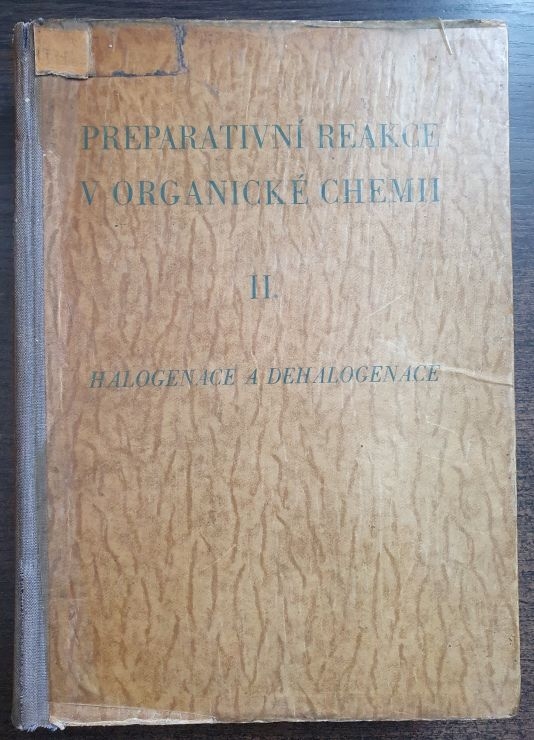 PREPARATIVNÍ REAKCE
V ORGANICKÉ CHEMII
II.
HALOGENACE A DEHALOGENACE